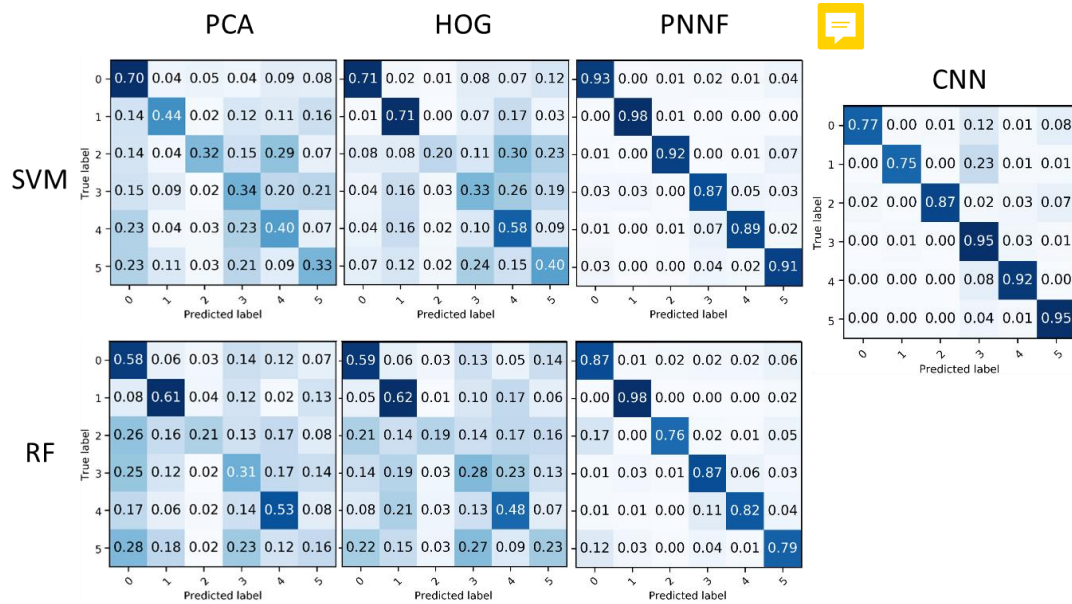 PCA HOG PNNF
CNN
SVM
True label
0 0.70 0.04 0.05 0.04 0.09 0.08
1 0.14 0.44 0.02 0.12 0.11 0.16
2 0.14 0.04 0.32 0.15 0.29 0.07
3 0.15 0.09 0.02 0.34 0.20 0.21
4 0.23 0.04 0.03 0.23 0.40 0.07
5 0.23 0.11 0.03 0.21 0.09 0.33
0 1 2 3 4 5
Predicted label
0.71 0.02 0.01 0.08 0.07 0.12
0.01 0.71 0.00 0.07 0.17 0.03
0.08 0.08 0.20 0.11 0.30 0.23
0.04 0.16 0.03 0.33 0.26 0.19
0.04 0.16 0.02 0.10 0.58 0.09
0.07 0.12 0.02 0.24 0.15 0.40
0 1 2 3 4 5
Predicted label
0.93 0.00 0.01 0.02 0.01 0.04
0.01 0.98 0.00 0.01 0.00 0.00
0.01 0.00 0.92 0.00 0.01 0.07
0.03 0.03 0.00 0.87 0.05 0.03
0.01 0.00 0.01 0.07 0.89 0.02
0.03 0.00 0.00 0.04 0.02 0.91
0 1 2 3 4 5
Predicted label
True label
0 0.77 0.00 0.01 0.12 0.01 0.08
1 0.00 0.75 0.00 0.23 0.01 0.01
2 0.02 0.00 0.87 0.02 0.03 0.07
3 0.00 0.01 0.00 0.95 0.03 0.01
4 0.00 0.00 0.00 0.08 0.92 0.00
5 0.00 0.00 0.00 0.04 0.01 0.95
0 1 2 3 4 5
Predicted label
RF
True label
0 0.58 0.06 0.03 0.14 0.12 0.07
1 0.08 0.61 0.04 0.12 0.02 0.13
2 0.26 0.16 0.21 0.13 0.17 0.08
3 0.25 0.12 0.02 0.31 0.17 0.14
4 0.17 0.06 0.02 0.14 0.53 0.08
5 0.28 0.18 0.02 0.23 0.12 0.16
0 1 2 3 4 5
Predicted label
0.59 0.06 0.03 0.13 0.05 0.14
0.05 0.62 0.01 0.10 0.17 0.06
0.21 0.14 0.19 0.14 0.17 0.16
0.14 0.19 0.03 0.28 0.23 0.13
0.08 0.21 0.03 0.13 0.48 0.07
0.22 0.15 0.03 0.27 0.09 0.23
0 1 2 3 4 5
Predicted label
0.87 0.01 0.02 0.02 0.02 0.06
0.00 0.98 0.00 0.00 0.00 0.02
0.17 0.00 0.76 0.02 0.01 0.05
0.01 0.03 0.01 0.87 0.06 0.03
0.01 0.01 0.00 0.11 0.82 0.04
0.12 0.03 0.00 0.04 0.01 0.79
0 1 2 3 4 5
Predicted label